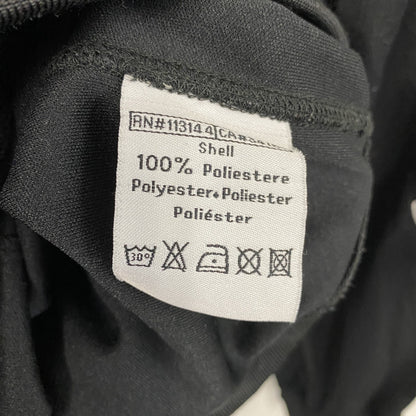 RN#113144
Shell
100% Poliestere
Polyester•Poliester
Poliéster
30°